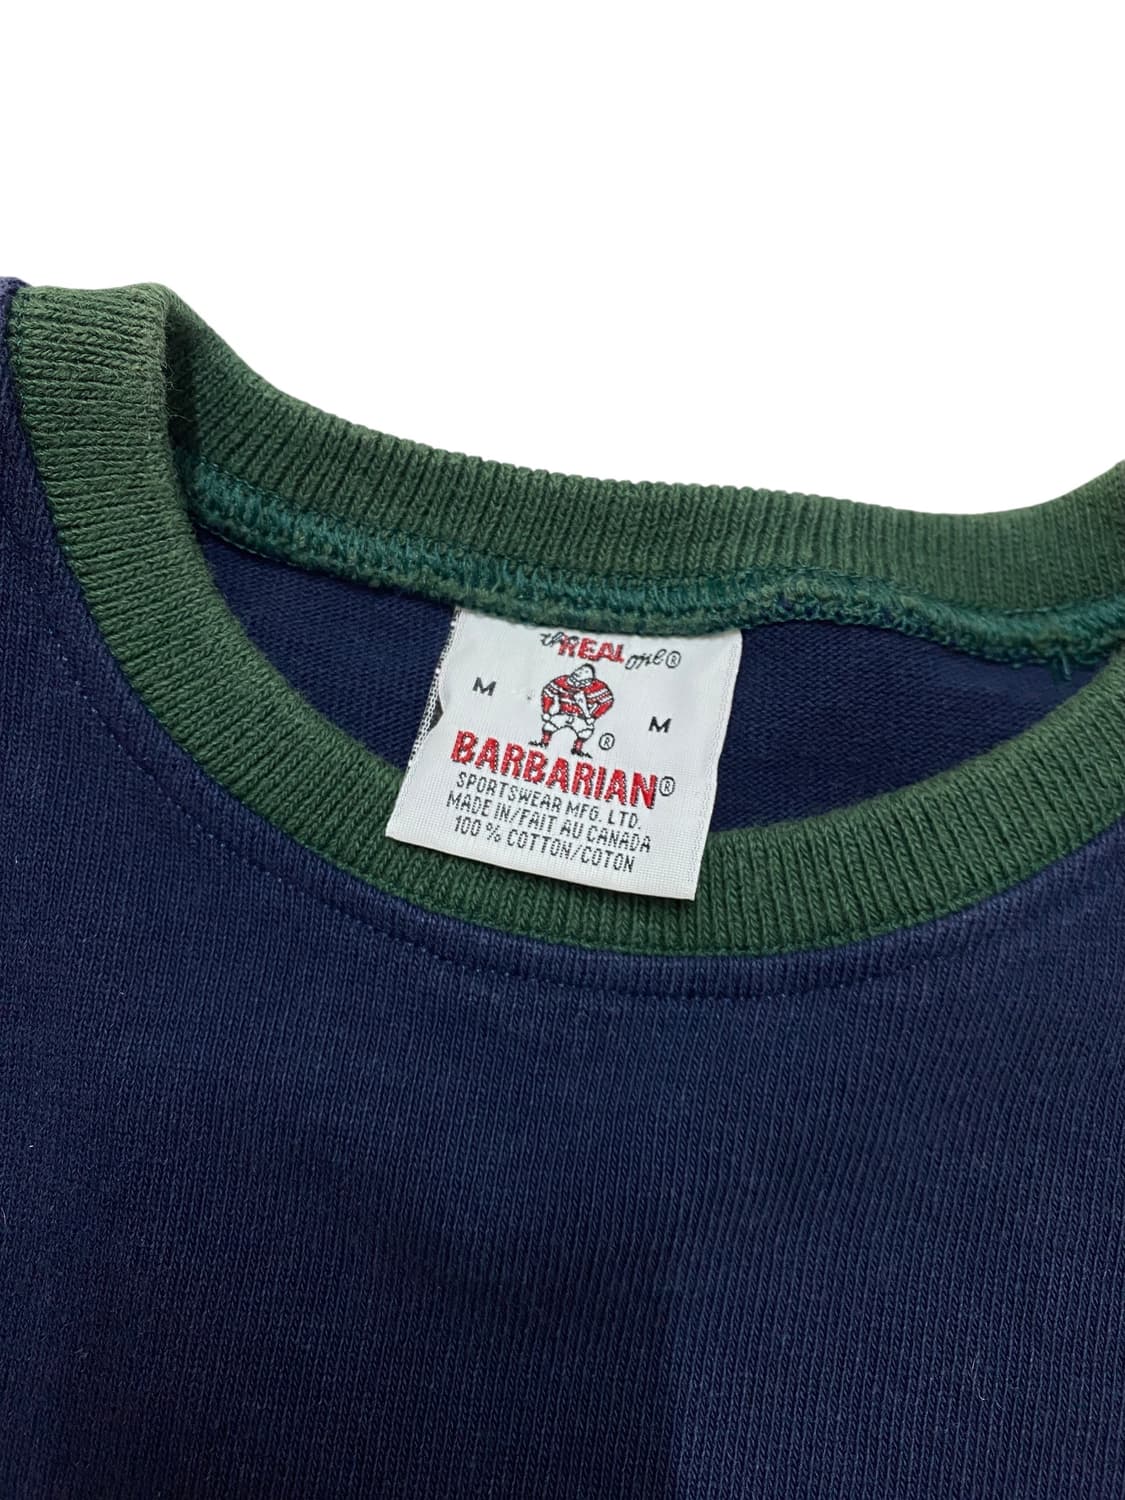 the REAL one®
M
M
®
BARBARIAN®
SPORTSWEAR MFG. LTD.
MADE IN/FAIT AU CANADA
100% COTTON/COTON